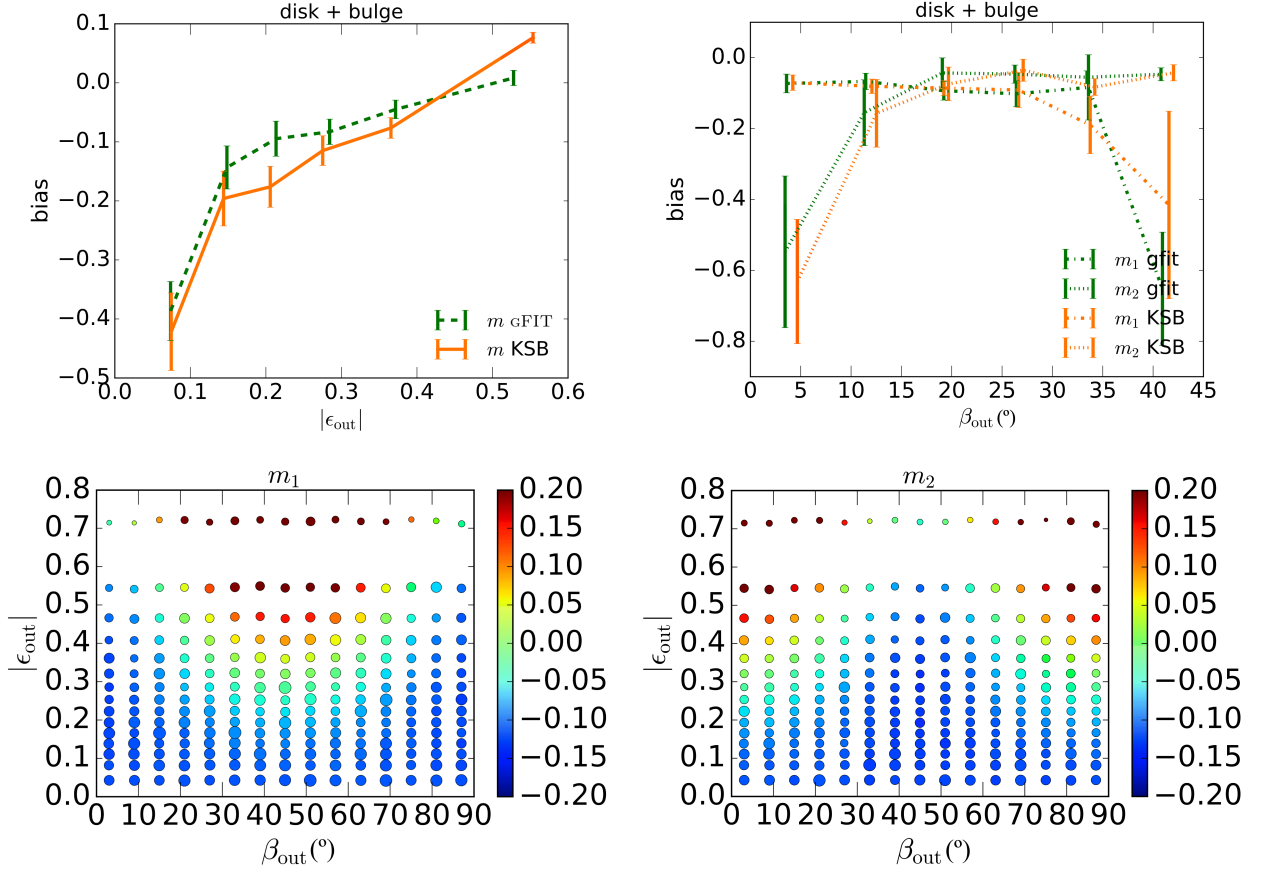 disk + bulge
0.1
0.0
−0.1
−0.2
−0.3
−0.4
−0.5
bias
m GFIT
m KSB
0.0 0.1 0.2 0.3 0.4 0.5 0.6
|ϵout|
disk + bulge
0.0
−0.2
−0.4
−0.6
−0.8
bias
m1 gfit
m2 gfit
m1 KSB
m2 KSB
0 5 10 15 20 25 30 35 40 45
βout(º)
m1
0.8
0.7
0.6
0.5
0.4
0.3
0.2
0.1
0.0
|ϵout|
0 10 20 30 40 50 60 70 80 90
βout(º)
0.20
0.15
0.10
0.05
0.00
−0.05
−0.10
−0.15
−0.20
m2
0.8
0.7
0.6
0.5
0.4
0.3
0.2
0.1
0.0
|ϵout|
0 10 20 30 40 50 60 70 80 90
βout(º)
0.20
0.15
0.10
0.05
0.00
−0.05
−0.10
−0.15
−0.20